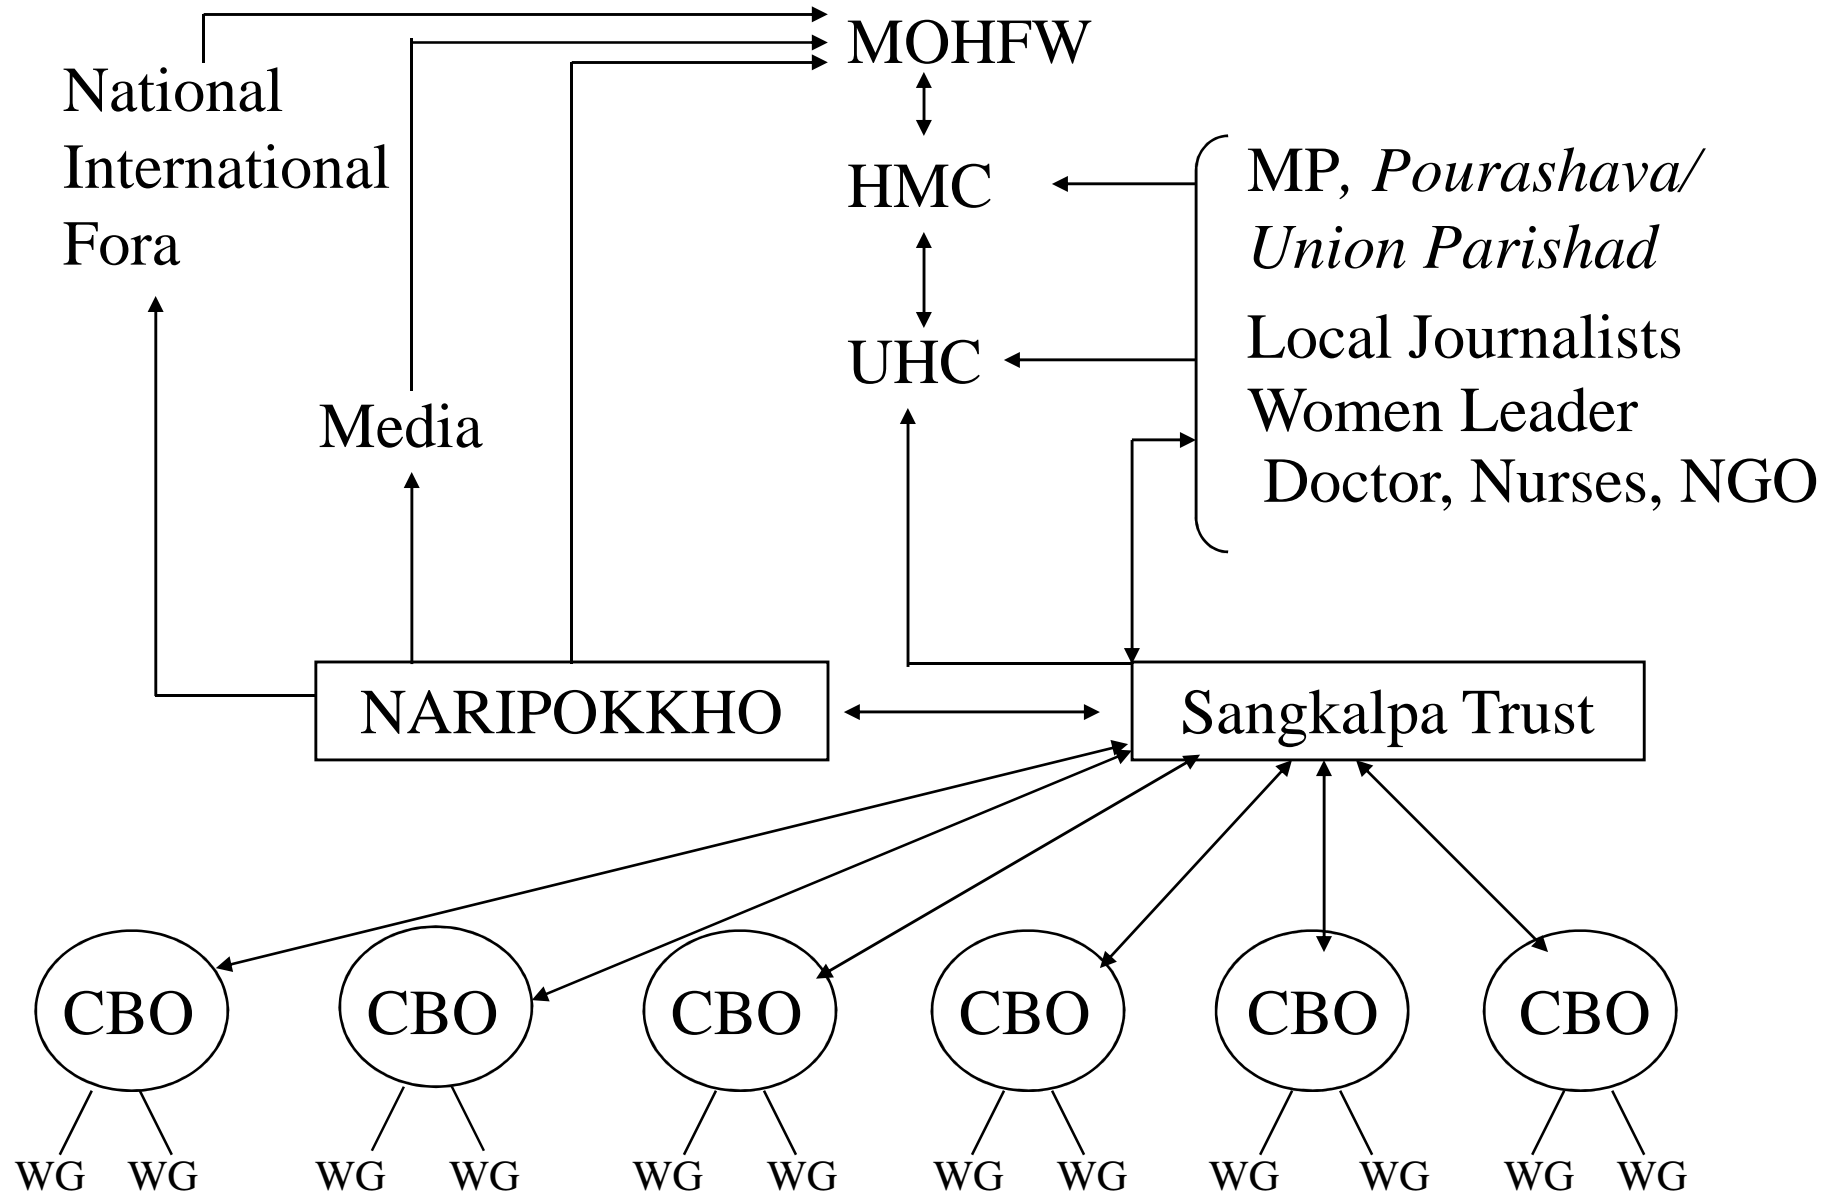 MOHFW
National
International
Fora
HMC
MP, Pourashava/
Union Parishad
Local Journalists
Women Leader
Doctor, Nurses, NGO
UHC
Media
NARIPOKKHO
Sangkalpa Trust
CBO CBO CBO CBO CBO CBO
WG WG WG WG WG WG WG WG WG WG WG WG